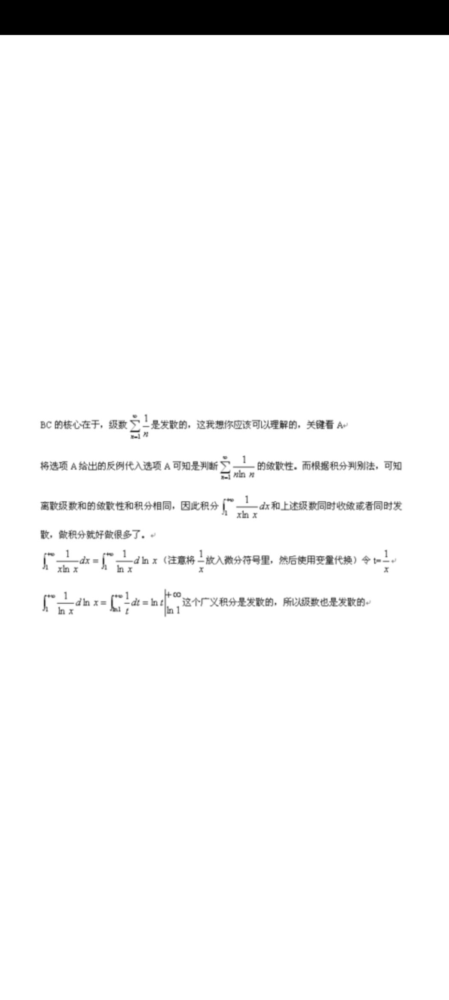 BC 的核心在于，级数 $\sum_{n=1}^{\infty}\frac{1}{n}$ 是发散的，这我想你应该可以理解的，关键看 A↵
将选项 A 给出的反例代入选项 A 可知是判断 $\sum_{n=1}^{\infty}\frac{1}{n\ln n}$ 的敛散性。而根据积分判别法，可知
离散级数和的敛散性和积分相同，因此积分 $\int_{1}^{+\infty}\frac{1}{x\ln x}dx$ 和上述级数同时收敛或者同时发
散，做积分就好做很多了。↵
$\int_{1}^{+\infty}\frac{1}{x\ln x}dx=\int_{1}^{+\infty}\frac{1}{\ln x}d\ln x$（注意将 $\frac{1}{x}$ 放入微分符号里，然后使用变量代换）令 t=$\frac{1}{x}$↵
$\int_{1}^{+\infty}\frac{1}{\ln x}d\ln x=\int_{\ln 1}^{+\infty}\frac{1}{t}dt=\ln t\Big|_{\ln 1}^{+\infty}$ 这个广义积分是发散的，所以级数也是发散的↵